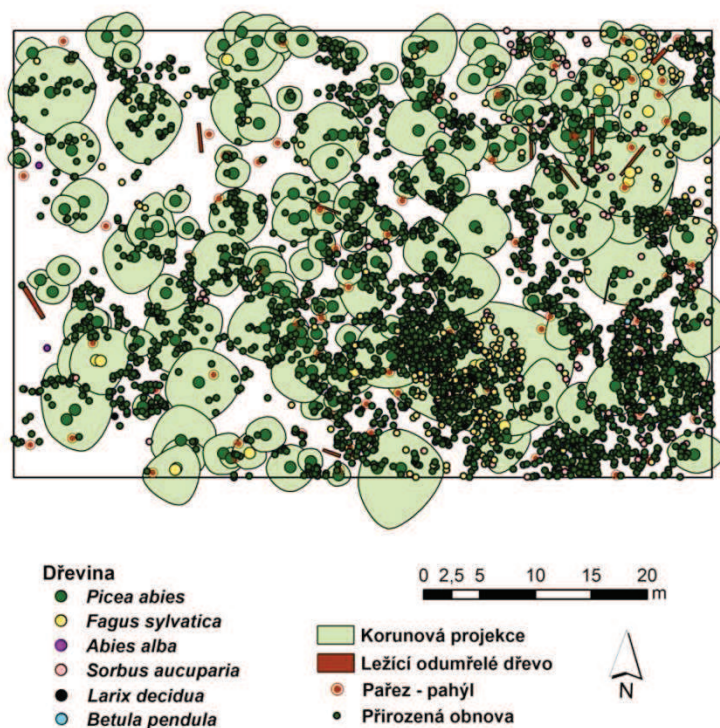 Dřevina
Picea abies
Fagus sylvatica
Abies alba
Sorbus aucuparia
Larix decidua
Betula pendula
0 2,5 5 10 15 20
m
Korunová projekce
Ležící odumřelé dřevo
Pařez - pahýl
Přirozená obnova
N